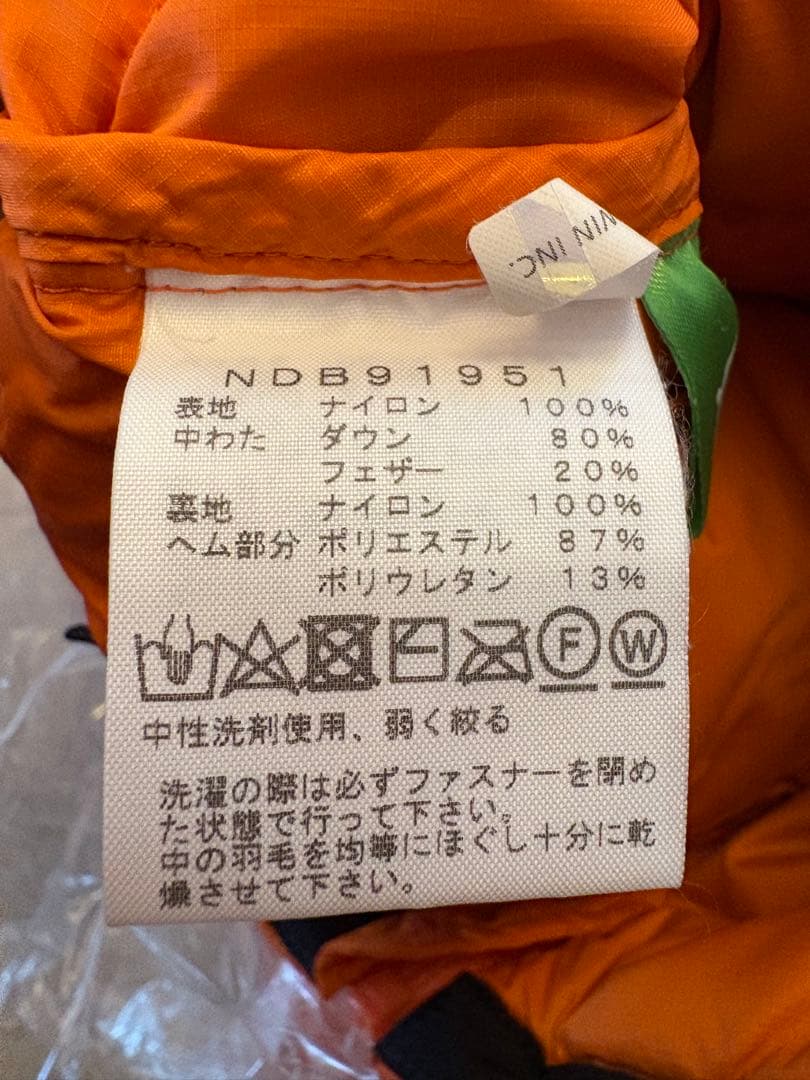 WIN INC.
NDB91951
表地 ナイロン 100%
中わた ダウン 80%
フェザー 20%
裏地 ナイロン 100%
ヘム部分 ポリエステル 87%
ポリウレタン 13%
F W
中性洗剤使用、弱く絞る
洗濯の際は必ずファスナーを閉め
た状態で行って下さい。
中の羽毛を均等にほぐし十分に乾
燥させて下さい。